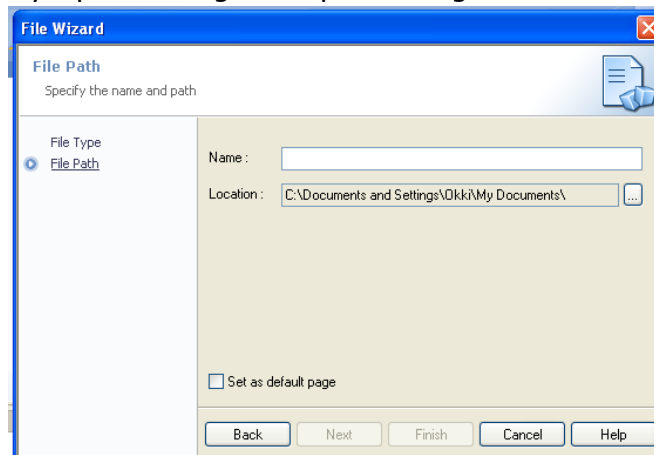 File Wizard
File Path
Specify the name and path
File Type
File Path
Name :
Location : C:\Documents and Settings\Okki\My Documents\ ...
Set as default page
Back Next Finish Cancel Help